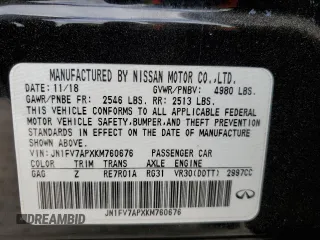 MANUFACTURED BY NISSAN MOTOR CO.,LTD.
DATE: 11/18 GVWR/PNBV: 4980 LBS.
GAWR/PNBE FR: 2546 LBS. RR: 2513 LBS.
THIS VEHICLE CONFORMS TO ALL APPLICABLE FEDERAL
MOTOR VEHICLE SAFETY,BUMPER,AND THEFT PREVENTION
STANDARDS IN EFFECT ON THE DATE OF
MANUFACTURE SHOWN ABOVE.
VIN: JN1FV7APXKM760676 PASSENGER CAR
COLOR TRIM TRANS AXLE ENGINE
GAG Z RE7R01A RG31 VR30(DDTT) 2997CC
JN1FV7APXKM760676
© AUTOBIDMASTER